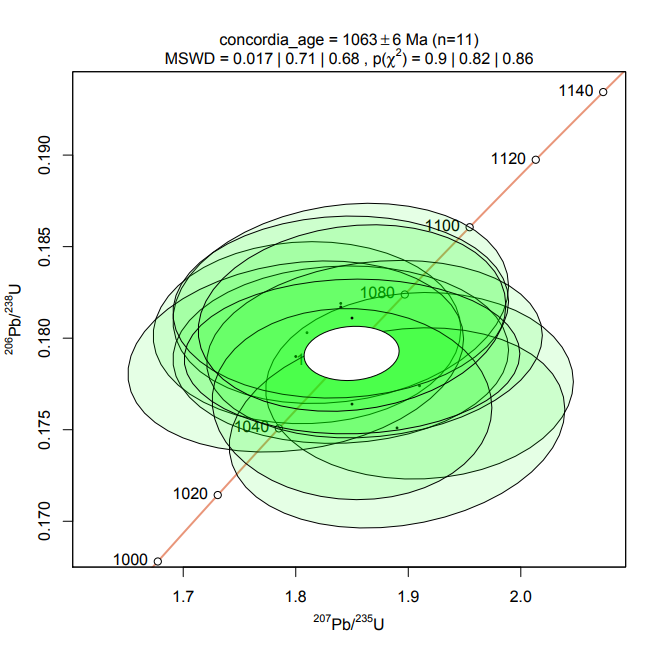 concordia_age = 1063 ± 6 Ma (n=11)
MSWD = 0.017 | 0.71 | 0.68 , p(χ²) = 0.9 | 0.82 | 0.86
1140
1120
1100
1080
1040
1020
1000
0.190
0.185
0.180
0.175
0.170
²⁰⁶Pb/²³⁸U
1.7 1.8 1.9 2.0
²⁰⁷Pb/²³⁵U